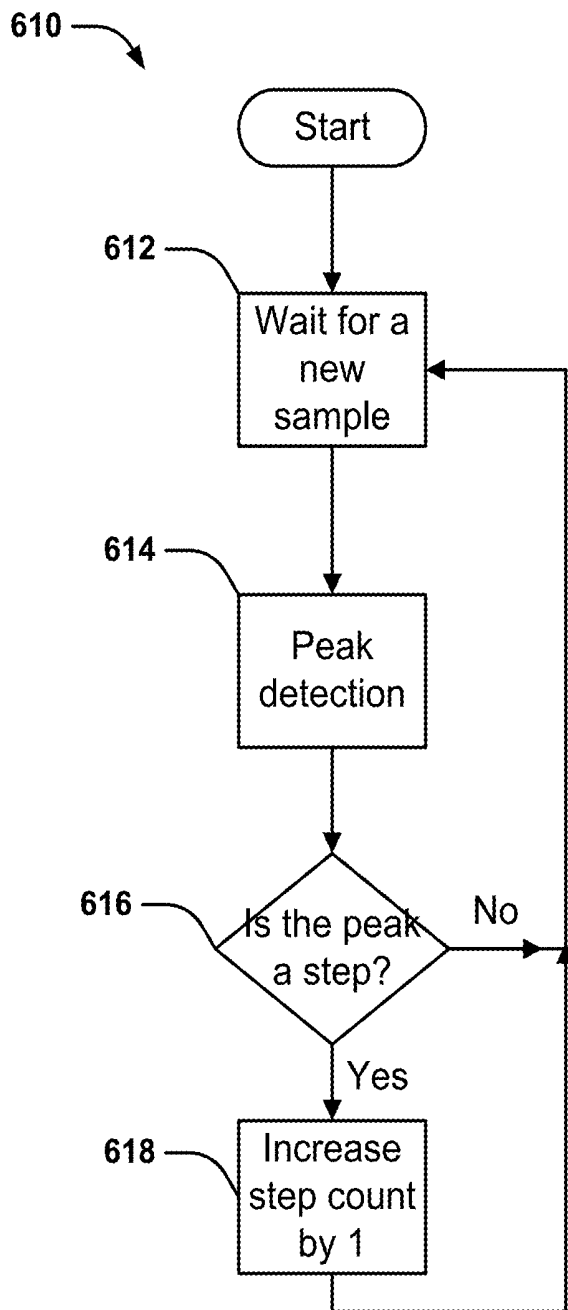 610
Start
612
Wait for a
new
sample
614
Peak
detection
616
Is the peak
a step?
No
Yes
618
Increase
step count
by 1